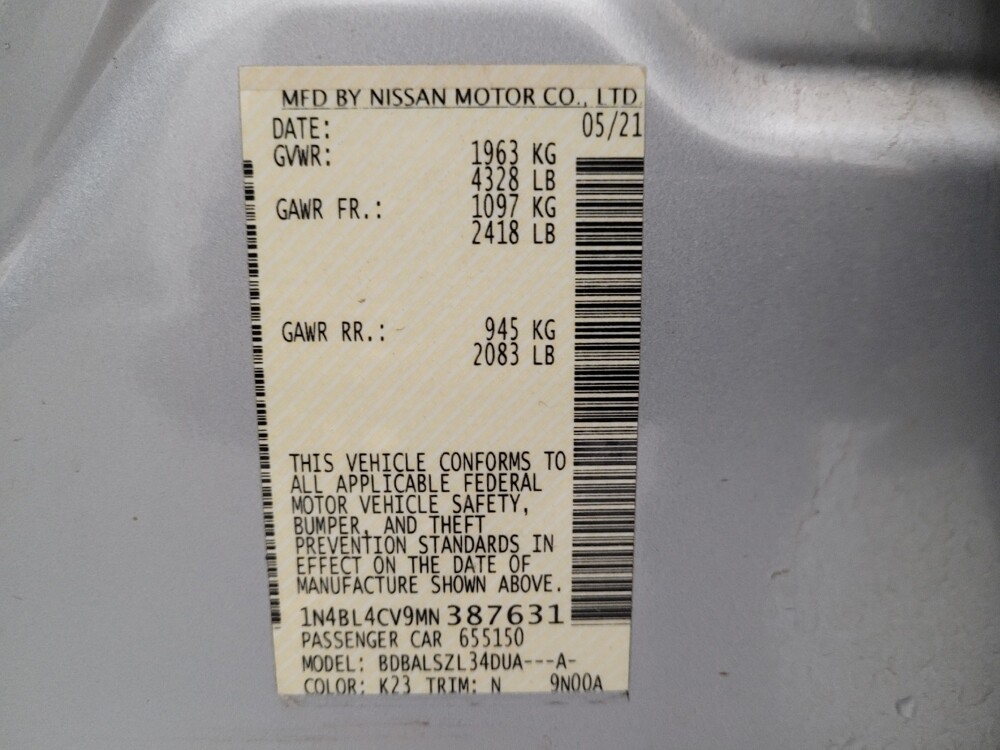 MFD BY NISSAN MOTOR CO., LTD
DATE: 05/21
GVWR: 1963 KG
4328 LB
GAWR FR.: 1097 KG
2418 LB
GAWR RR.: 945 KG
2083 LB
THIS VEHICLE CONFORMS TO
ALL APPLICABLE FEDERAL
MOTOR VEHICLE SAFETY,
BUMPER, AND THEFT
PREVENTION STANDARDS IN
EFFECT ON THE DATE OF
MANUFACTURE SHOWN ABOVE.
1N4BL4CV9MN387631
PASSENGER CAR 655150
MODEL: BDBALSZL34DUA---A-
COLOR: K23 TRIM: N 9N00A